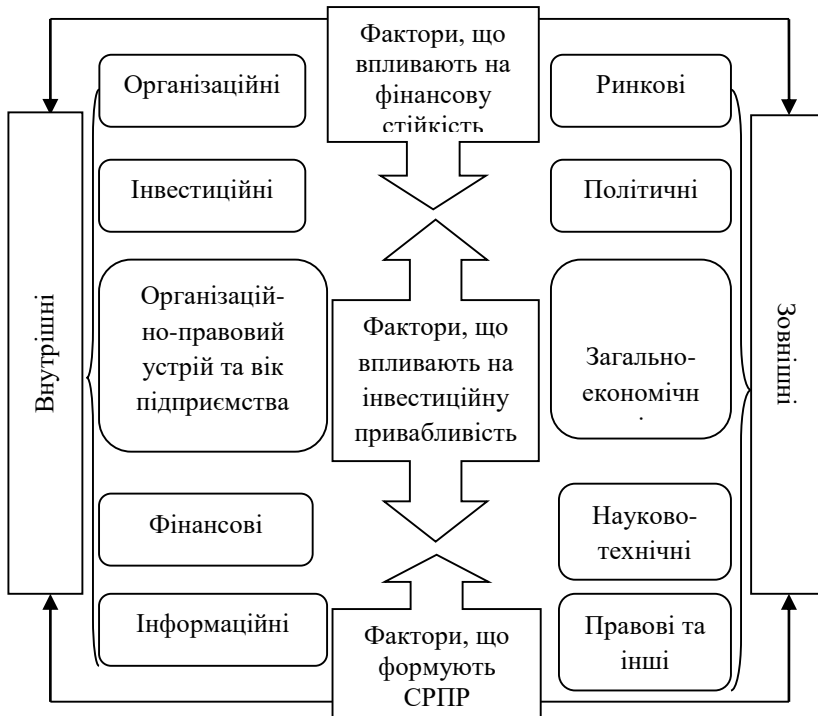 Фактори, що
впливають на
фінансову
стійкість
Організаційні
Ринкові
Інвестиційні
Політичні
Внутрішні
Організацій-
но-правовий
устрій та вік
підприємства
Фактори, що
впливають на
інвестиційну
привабливість
Загально-
економічн
Зовнішні
Фінансові
Науково-
технічні
Інформаційні
Фактори, що
формують
СРПР
Правові та
інші